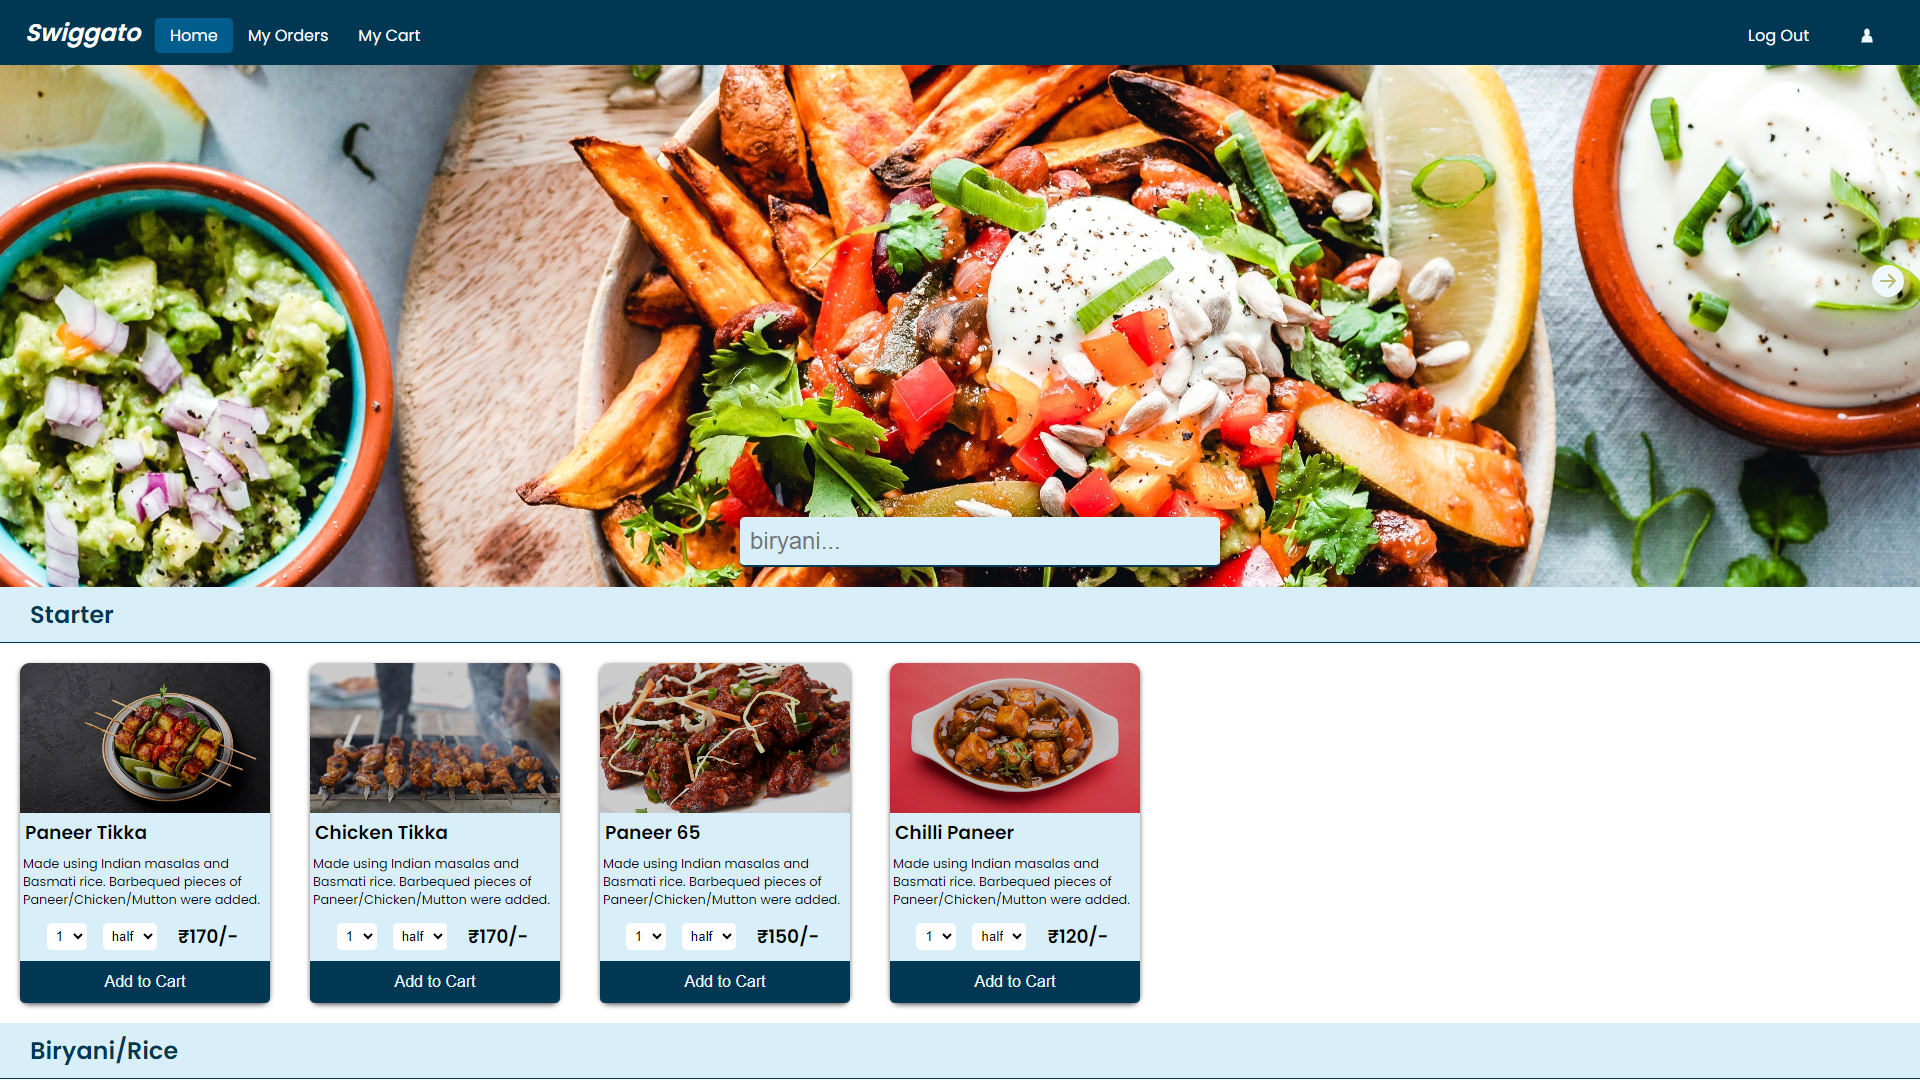 Swiggato
Home
My Orders
My Cart
Log Out
biryani...
Starter
Paneer Tikka
Made using Indian masalas and
Basmati rice. Barbequed pieces of
Paneer/Chicken/Mutton were added.
1
half
₹170/-
Add to Cart
Chicken Tikka
Made using Indian masalas and
Basmati rice. Barbequed pieces of
Paneer/Chicken/Mutton were added.
1
half
₹170/-
Add to Cart
Paneer 65
Made using Indian masalas and
Basmati rice. Barbequed pieces of
Paneer/Chicken/Mutton were added.
1
half
₹150/-
Add to Cart
Chilli Paneer
Made using Indian masalas and
Basmati rice. Barbequed pieces of
Paneer/Chicken/Mutton were added.
1
half
₹120/-
Add to Cart
Biryani/Rice